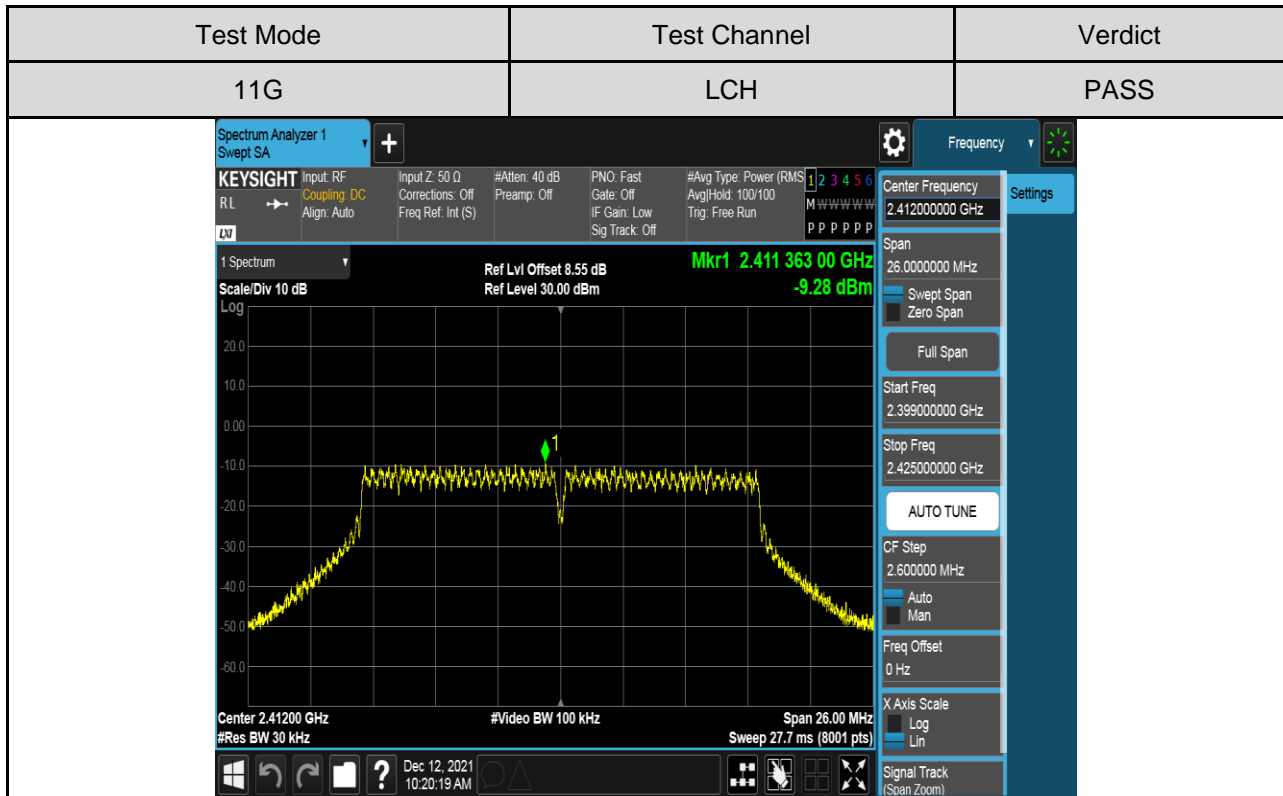 Test Mode Test Channel Verdict
11G LCH PASS
Spectrum Analyzer 1
Swept SA
+
Frequency
KEYSIGHT Input: RF Input Z: 50 Ω #Atten: 40 dB PNO: Fast #Avg Type: Power (RMS 1 2 3 4 5 6
RL Coupling: DC Corrections: Off Preamp: Off Gate: Off Avg|Hold: 100/100 M W W W W W
Align: Auto Freq Ref: Int (S) IF Gain: Low Trig: Free Run
LXI Sig Track: Off P P P P P P
1 Spectrum Ref Lvl Offset 8.55 dB Mkr1 2.411 363 00 GHz
Scale/Div 10 dB Ref Level 30.00 dBm -9.28 dBm
Log
20.0
10.0
0.00
1
-10.0
-20.0
-30.0
-40.0
-50.0
-60.0
Center 2.41200 GHz #Video BW 100 kHz Span 26.00 MHz
#Res BW 30 kHz Sweep 27.7 ms (8001 pts)
Center Frequency
2.412000000 GHz
Settings
Span
26.0000000 MHz
Swept Span
Zero Span
Full Span
Start Freq
2.399000000 GHz
Stop Freq
2.425000000 GHz
AUTO TUNE
CF Step
2.600000 MHz
Auto
Man
Freq Offset
0 Hz
X Axis Scale
Log
Lin
Signal Track
(Span Zoom)
? Dec 12, 2021
10:20:19 AM